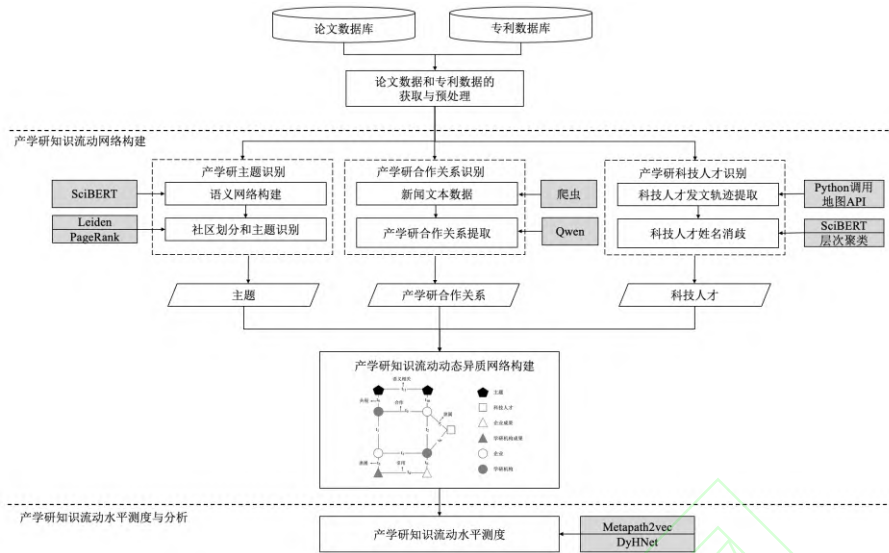 论文数据库
专利数据库
论文数据和专利数据的
获取与预处理
产学研知识流动网络构建
产学研主题识别
产学研合作关系识别
产学研科技人才识别
SciBERT
语义网络构建
新闻文本数据
爬虫
科技人才发文轨迹提取
Python调用
地图API
Leiden
PageRank
社区划分和主题识别
产学研合作关系提取
Qwen
科技人才姓名消歧
SciBERT
层次聚类
主题
产学研合作关系
科技人才
产学研知识流动动态异质网络构建
主题
合作
科技人才
企业成果
学研机构成果
企业
引用
学研机构
产学研知识流动水平测度与分析
产学研知识流动水平测度
Metapath2vec
DyHNet